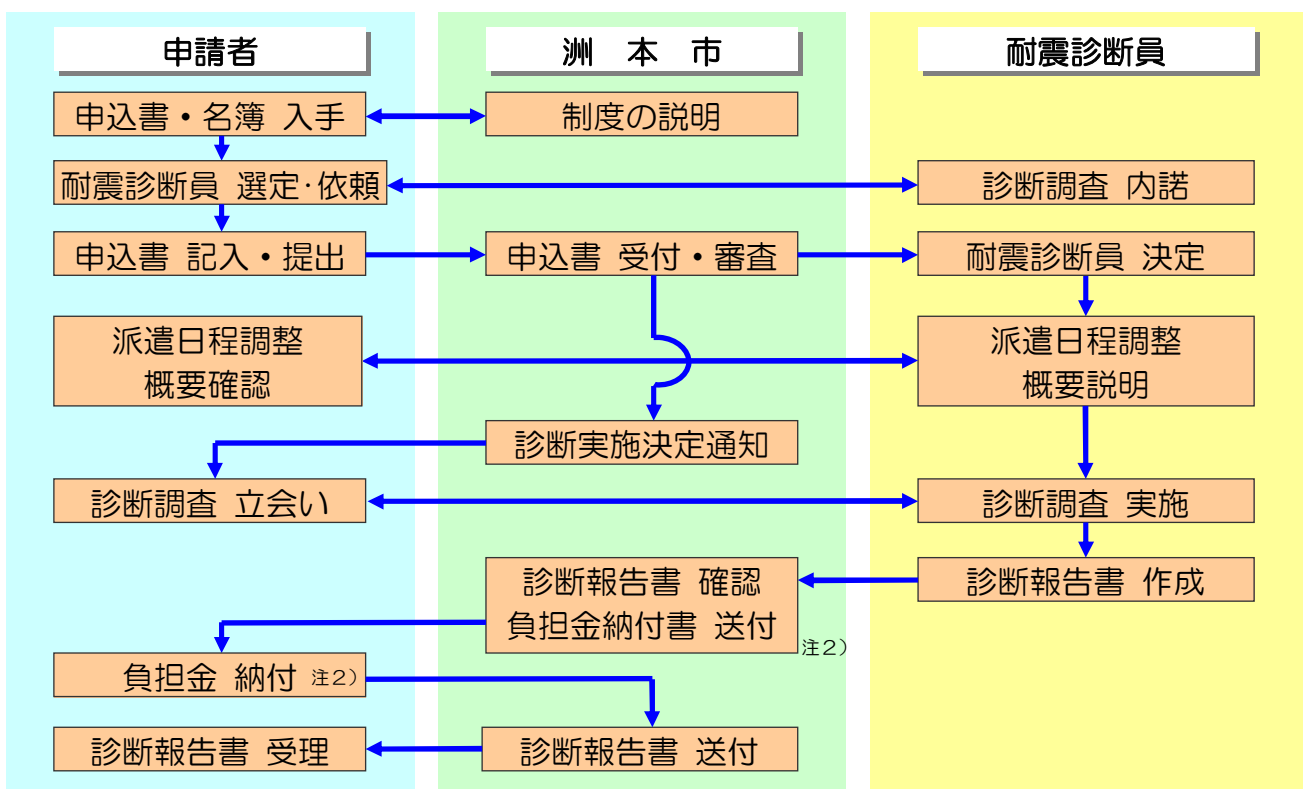 申請者
洲 本 市
耐震診断員
申込書・名簿 入手
制度の説明
耐震診断員 選定・依頼
診断調査 内諾
申込書 記入・提出
申込書 受付・審査
耐震診断員 決定
派遣日程調整
概要確認
派遣日程調整
概要説明
診断実施決定通知
診断調査 立会い
診断調査 実施
診断報告書 確認
負担金納付書 送付
注2）
診断報告書 作成
負担金 納付 注2）
診断報告書 受理
診断報告書 送付